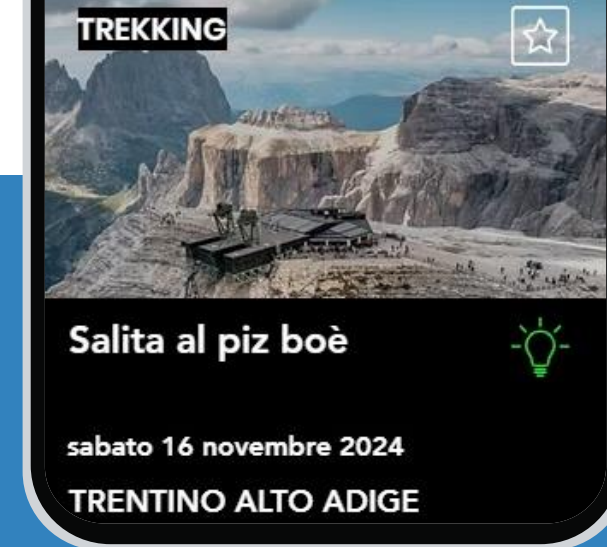 TREKKING
Salita al piz boè
sabato 16 novembre 2024
TRENTINO ALTO ADIGE